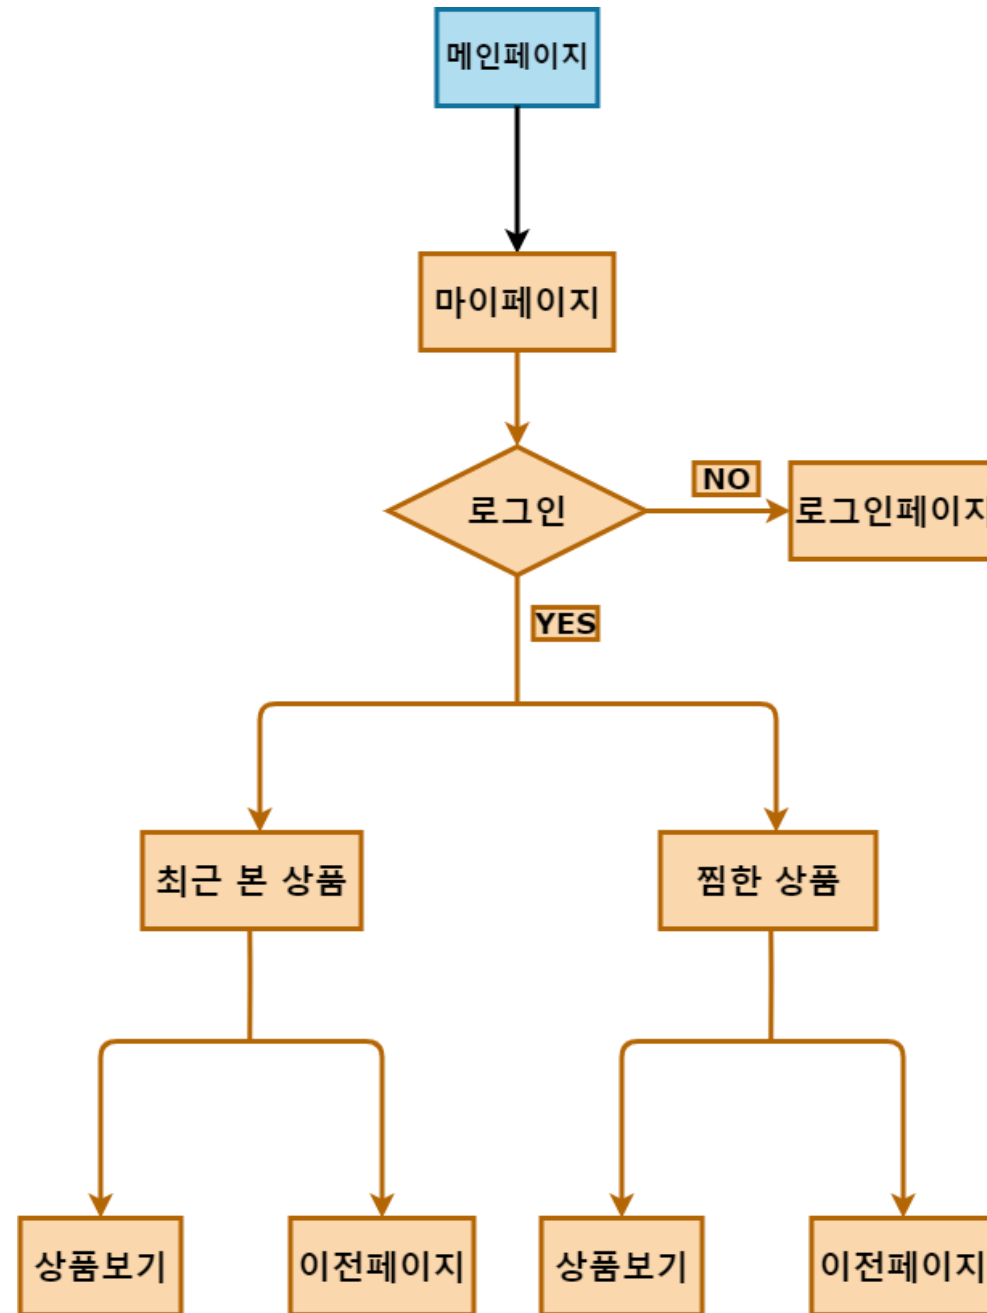 메인페이지
마이페이지
로그인
NO
로그인페이지
YES
최근 본 상품
찜한 상품
상품보기
이전페이지
상품보기
이전페이지